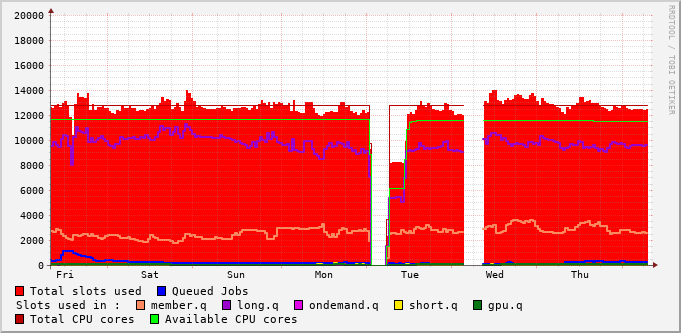 20000
18000
16000
14000
12000
10000
8000
6000
4000
2000
0
Fri Sat Sun Mon Tue Wed Thu
RRDTOOL / TOBI OETIKER
Total slots used Queued Jobs
Slots used in : member.q long.q ondemand.q short.q gpu.q
Total CPU cores Available CPU cores